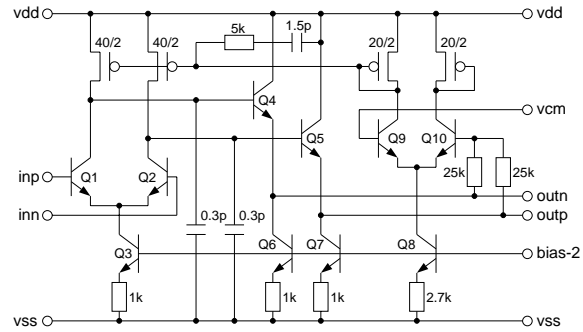 vdd
vdd
40/2
40/2
5k
1.5p
20/2
20/2
Q4
vcm
Q5
Q9
Q10
inp
Q1
Q2
25k
25k
outn
inn
0.3p
0.3p
outp
Q3
Q6
Q7
Q8
bias-2
1k
1k
1k
2.7k
vss
vss